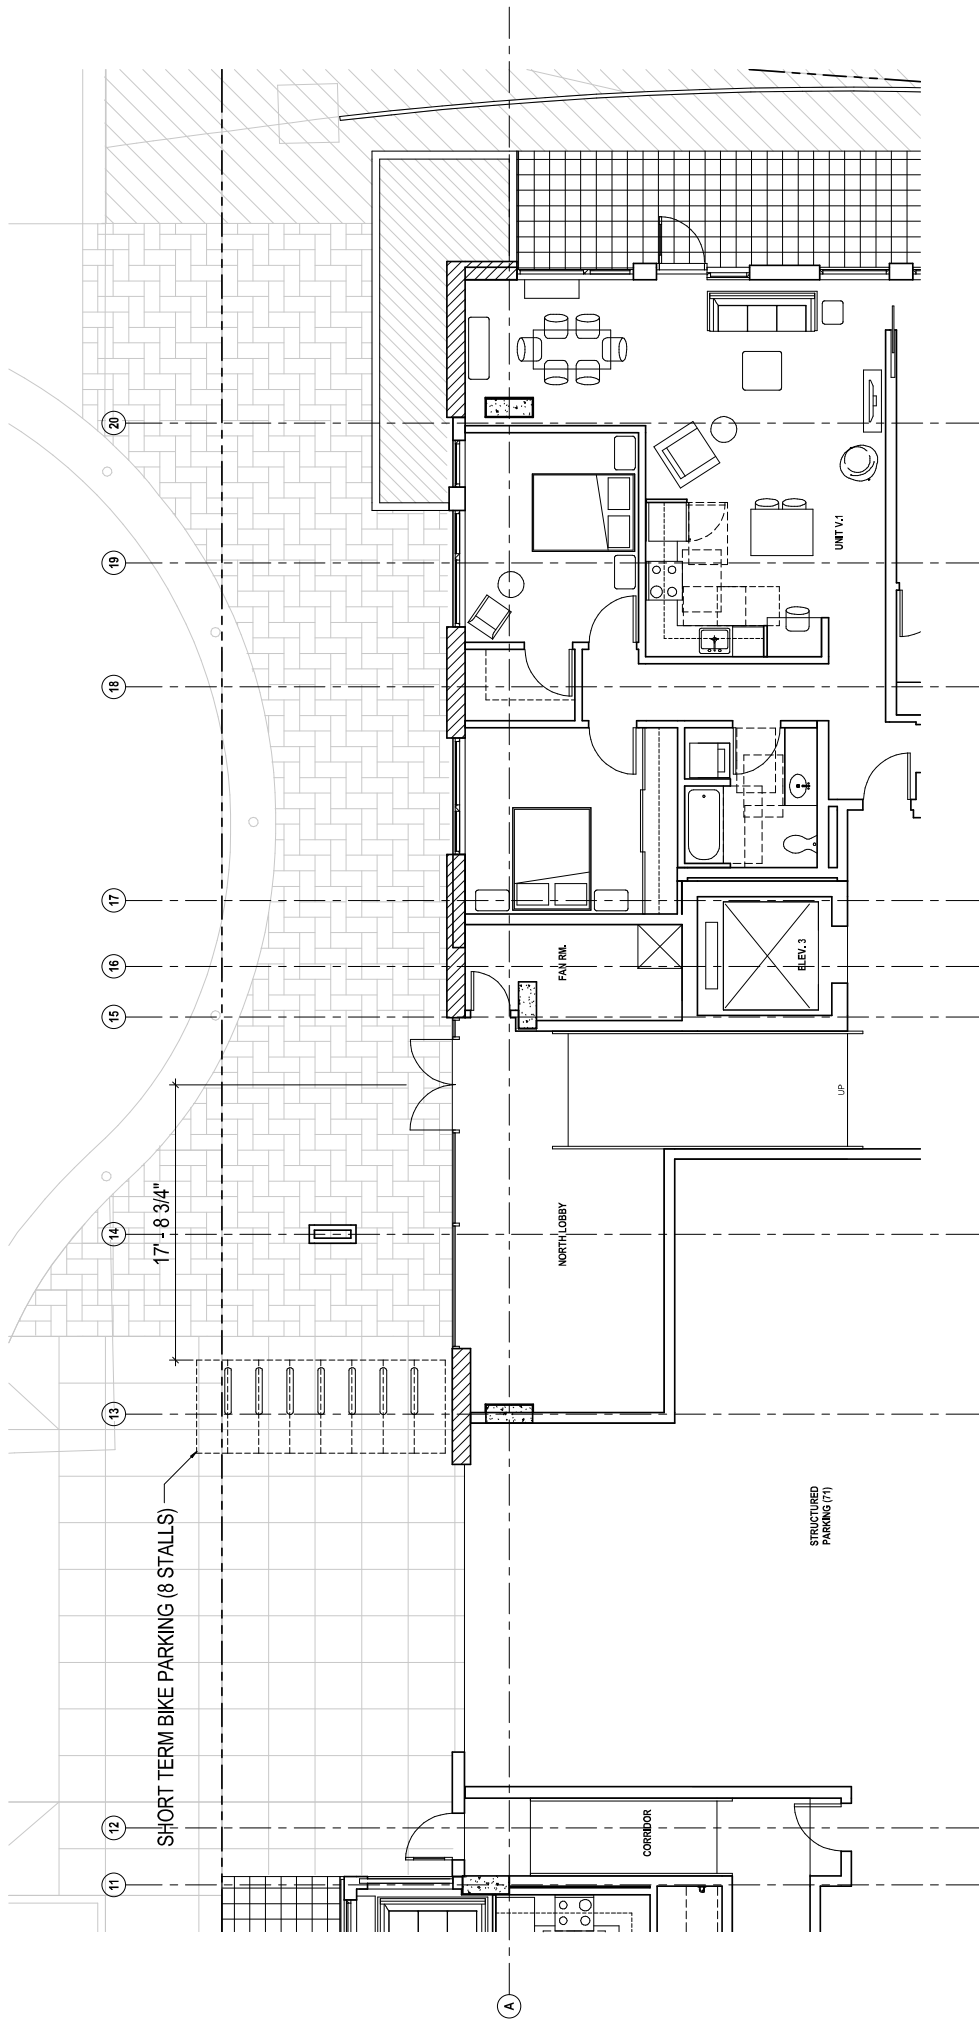 20
19
18
17
16
15
14
13
12
11
A
UNIT V.1
ELEV. 3
FAN RM.
UP
17' - 8 3/4"
NORTH LOBBY
SHORT TERM BIKE PARKING (8 STALLS)
STRUCTURED
PARKING (71)
CORRIDOR